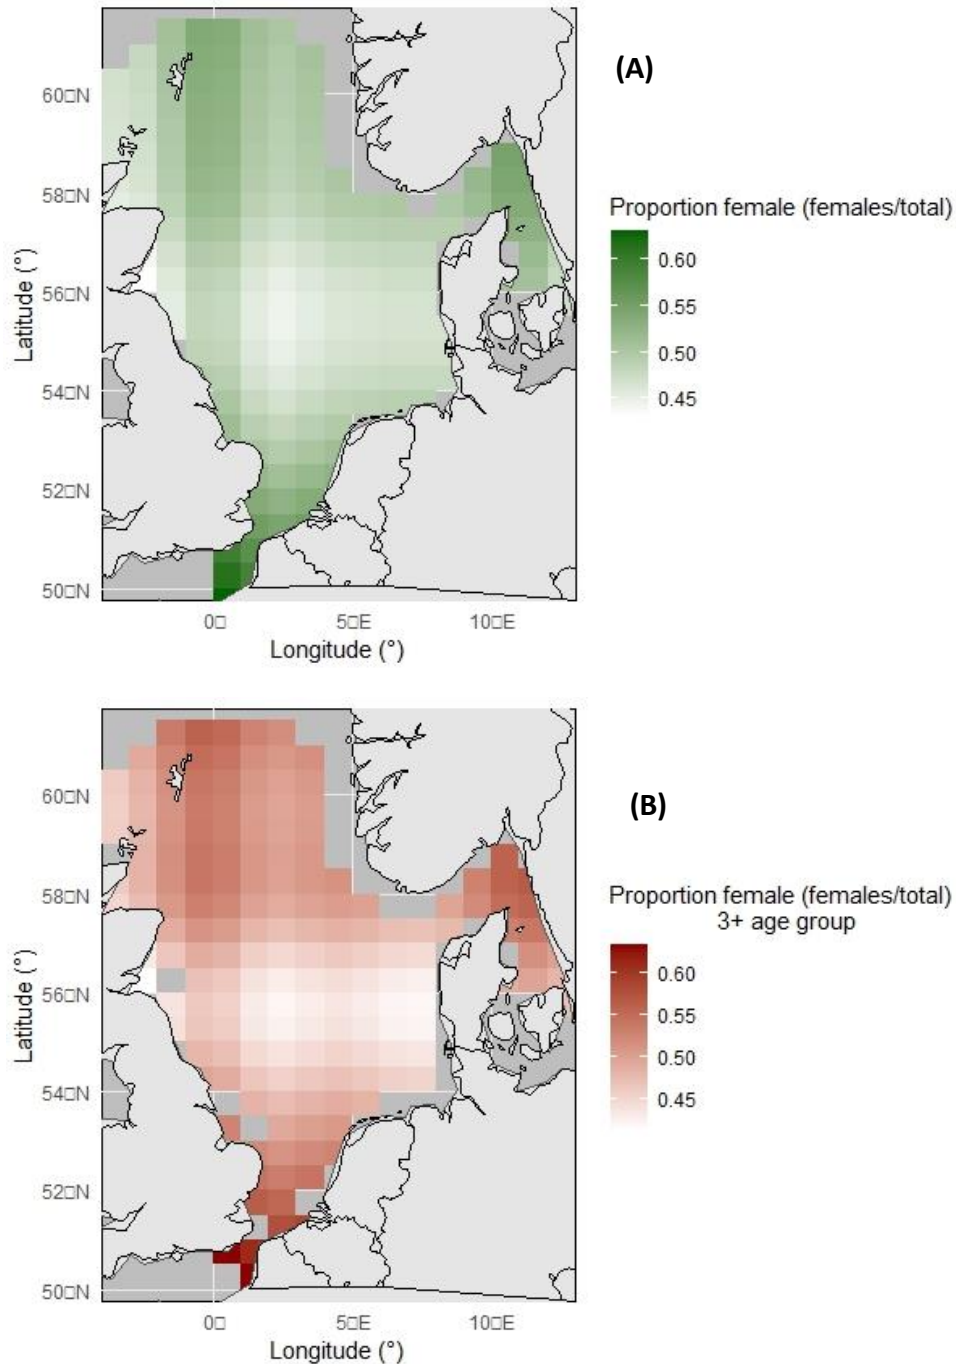 (A)
60□N
58□N
56□N
54□N
52□N
50□N
Latitude (°)
0□ 5□E 10□E
Longitude (°)
Proportion female (females/total)
0.60
0.55
0.50
0.45
(B)
60□N
58□N
56□N
54□N
52□N
50□N
Latitude (°)
0□ 5□E 10□E
Longitude (°)
Proportion female (females/total)
3+ age group
0.60
0.55
0.50
0.45